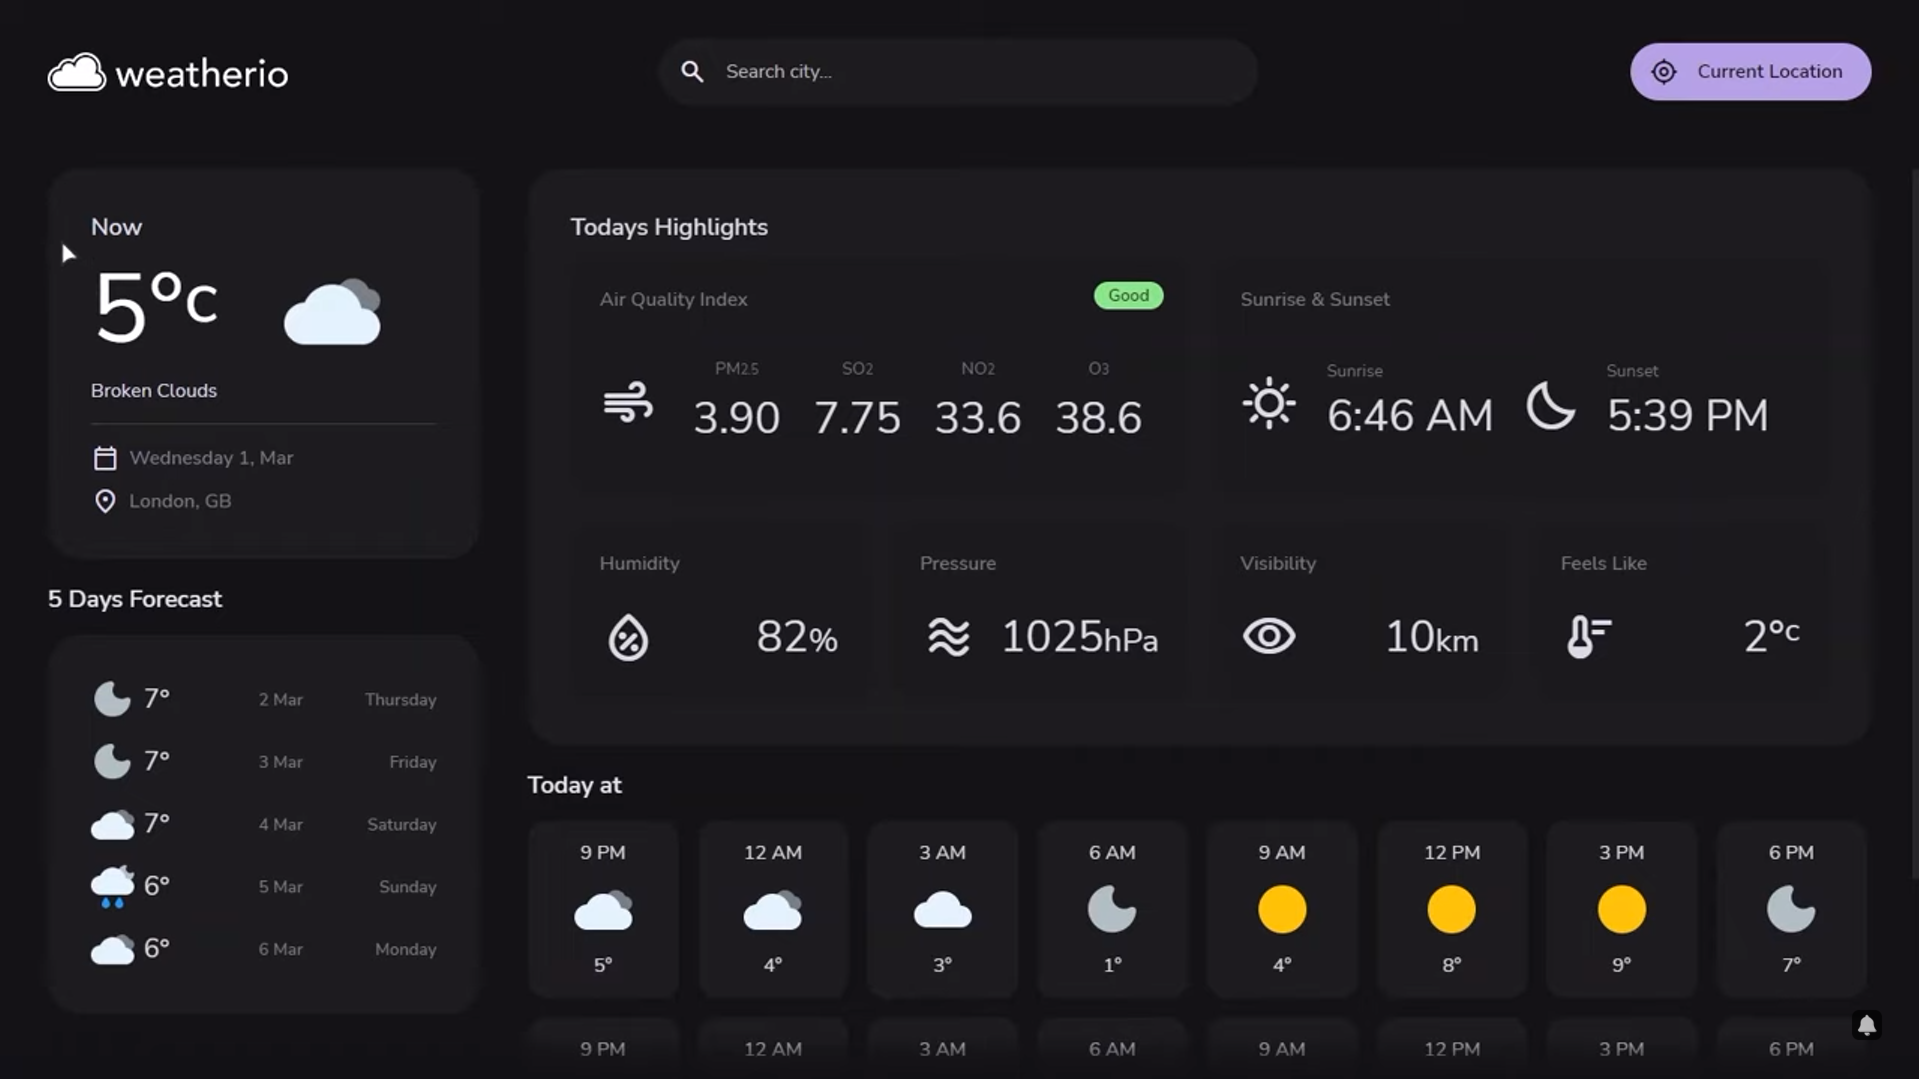 weatherio
Search city...
Current Location
Now
5°c
Broken Clouds
Wednesday 1, Mar
London, GB
5 Days Forecast
7° 2 Mar Thursday
7° 3 Mar Friday
7° 4 Mar Saturday
6° 5 Mar Sunday
6° 6 Mar Monday
Todays Highlights
Air Quality Index Good
PM2.5 SO2 NO2 O3
3.90 7.75 33.6 38.6
Sunrise & Sunset
Sunrise Sunset
6:46 AM 5:39 PM
Humidity
82%
Pressure
1025hPa
Visibility
10km
Feels Like
2°c
Today at
9 PM 12 AM 3 AM 6 AM 9 AM 12 PM 3 PM 6 PM
5° 4° 3° 1° 4° 8° 9° 7°
9 PM 12 AM 3 AM 6 AM 9 AM 12 PM 3 PM 6 PM